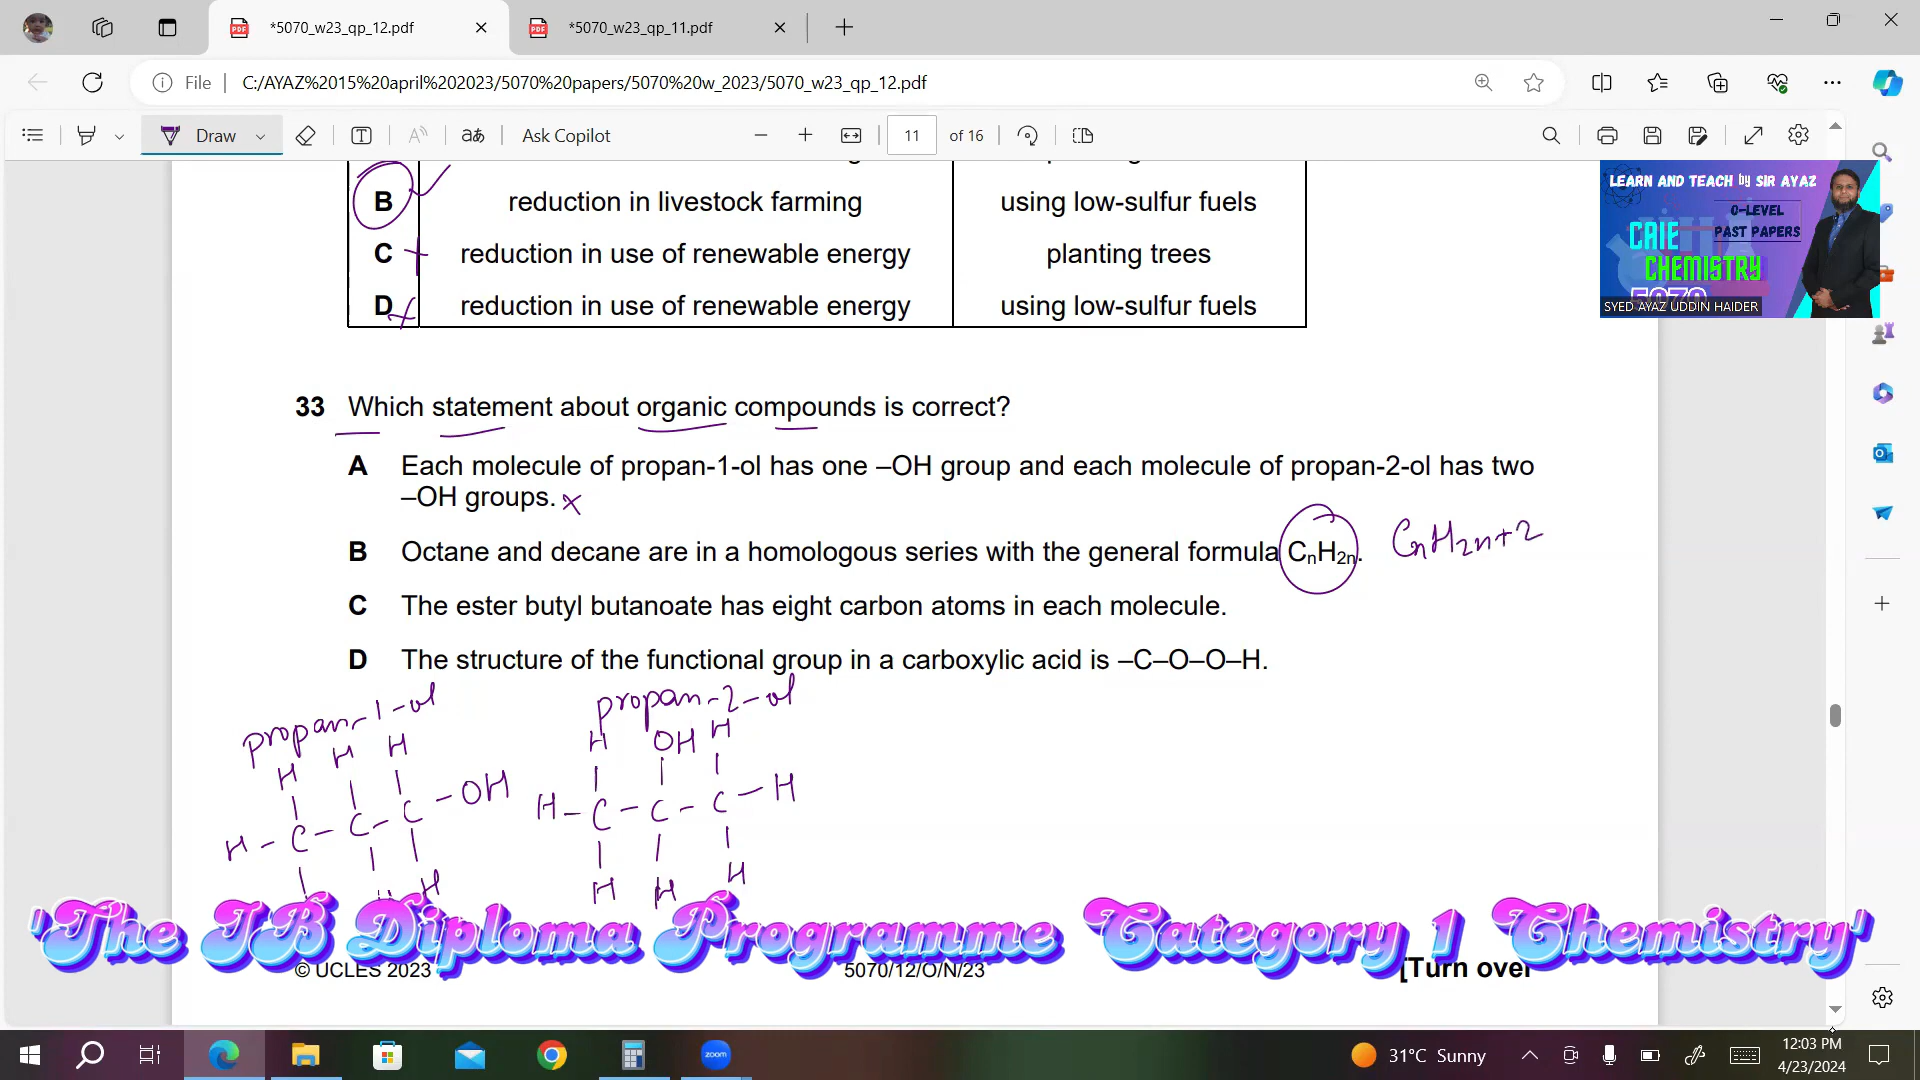 *5070_w23_qp_12.pdf
*5070_w23_qp_11.pdf
File
C:/AYAZ%2015%20april%202023/5070%20papers/5070%20w_2023/5070_w23_qp_12.pdf
Draw
aあ
Ask Copilot
11
of 16
B reduction in livestock farming using low-sulfur fuels
C reduction in use of renewable energy planting trees
D reduction in use of renewable energy using low-sulfur fuels
LEARN AND TEACH by SIR AYAZ
O-LEVEL
PAST PAPERS
CAIE
CHEMISTRY
5070
SYED AYAZ UDDIN HAIDER
33 Which statement about organic compounds is correct?
A Each molecule of propan-1-ol has one –OH group and each molecule of propan-2-ol has two
–OH groups. x
B Octane and decane are in a homologous series with the general formula CnH2n. CnH2n+2
C The ester butyl butanoate has eight carbon atoms in each molecule.
D The structure of the functional group in a carboxylic acid is –C–O–O–H.
propan-1-ol
H H H
H - C - C - C - OH
H
propan-2-ol
H OH H
H - C - C - C - H
H H H
'The IB Diploma Programme Category 1 Chemistry'
© UCLES 2023
5070/12/O/N/23
[Turn over
zoom
31°C Sunny
12:03 PM
4/23/2024